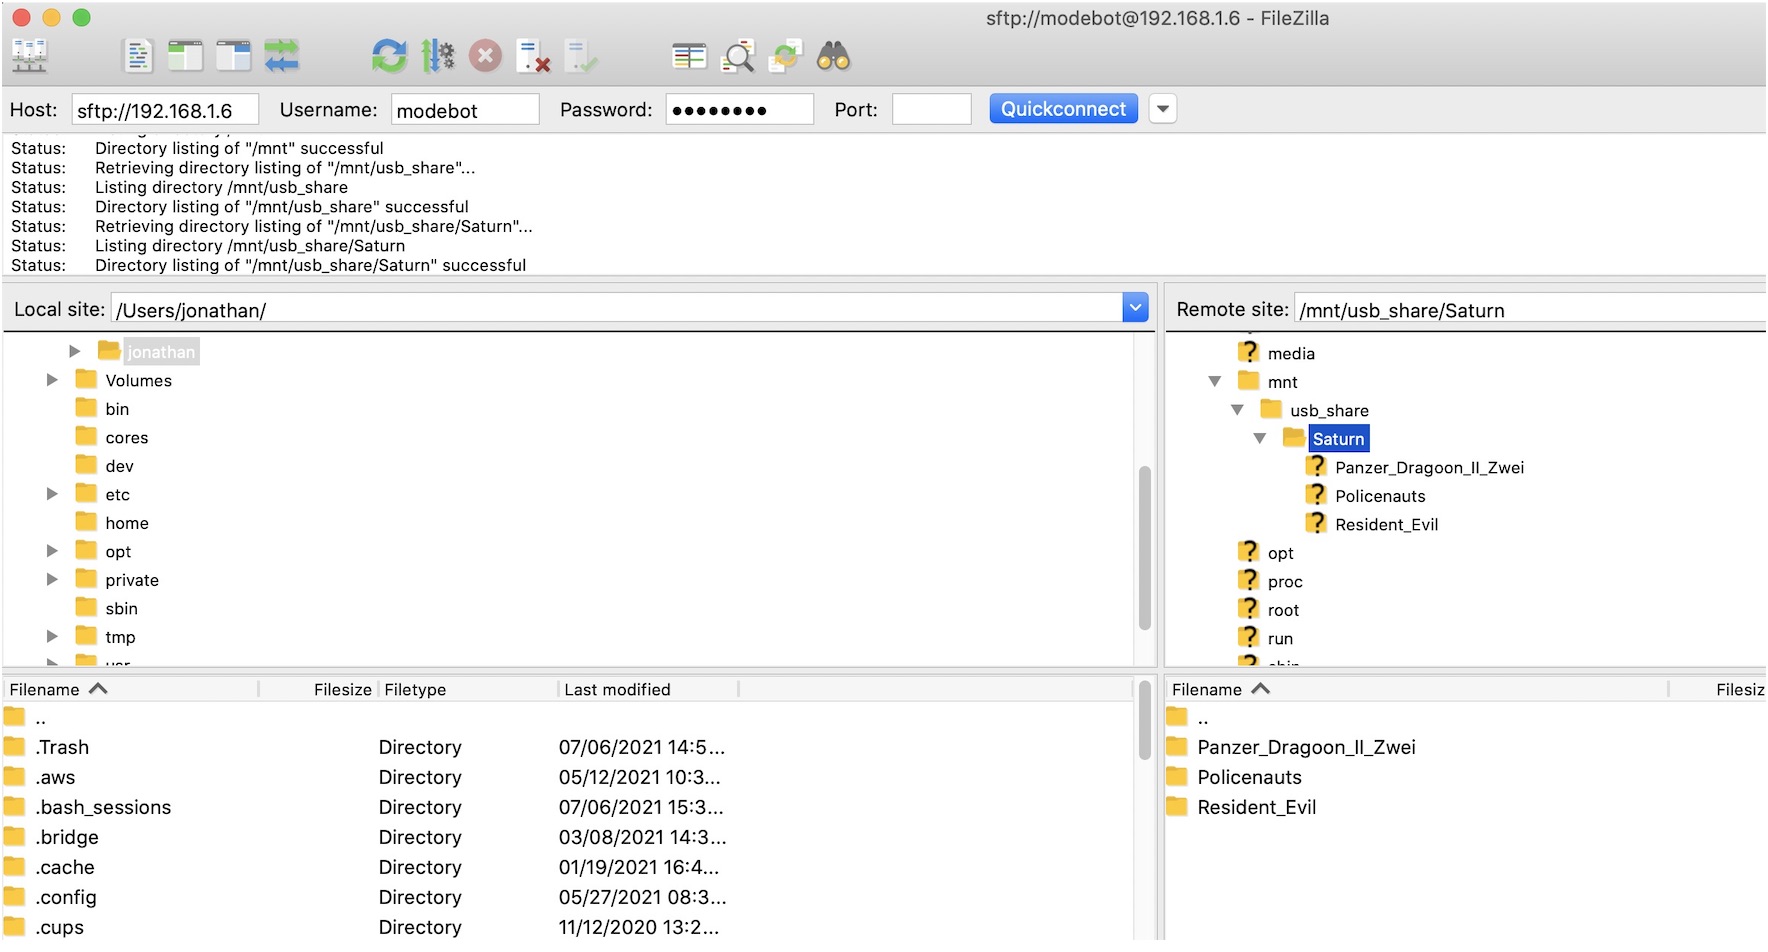 sftp://modebot@192.168.1.6 - FileZilla
Host: sftp://192.168.1.6 Username: modebot Password: ●●●●●●●● Port: Quickconnect
Status: Directory listing of "/mnt" successful
Status: Retrieving directory listing of "/mnt/usb_share"...
Status: Listing directory /mnt/usb_share
Status: Directory listing of "/mnt/usb_share" successful
Status: Retrieving directory listing of "/mnt/usb_share/Saturn"...
Status: Listing directory /mnt/usb_share/Saturn
Status: Directory listing of "/mnt/usb_share/Saturn" successful
Local site: /Users/jonathan/
jonathan
Volumes
bin
cores
dev
etc
home
opt
private
sbin
tmp
usr
Filename Filesize Filetype Last modified
..
.Trash Directory 07/06/2021 14:5...
.aws Directory 05/12/2021 10:3...
.bash_sessions Directory 07/06/2021 15:3...
.bridge Directory 03/08/2021 14:3...
.cache Directory 01/19/2021 16:4...
.config Directory 05/27/2021 08:3...
.cups Directory 11/12/2020 13:2...
Remote site: /mnt/usb_share/Saturn
? media
mnt
usb_share
Saturn
? Panzer_Dragoon_II_Zwei
? Policenauts
? Resident_Evil
? opt
? proc
? root
? run
? sbin
Filename Filesiz
..
Panzer_Dragoon_II_Zwei
Policenauts
Resident_Evil